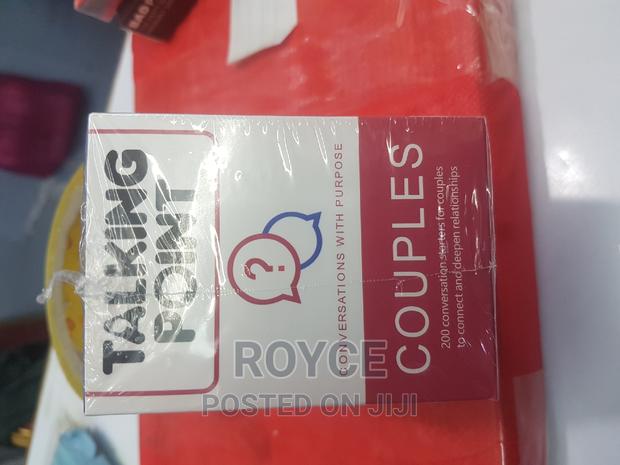 TALKING
POINT
?
CONVERSATIONS WITH PURPOSE
COUPLES
200 conversation starters for couples
to connect and deepen relationships
ROYCE
POSTED ON JIJI